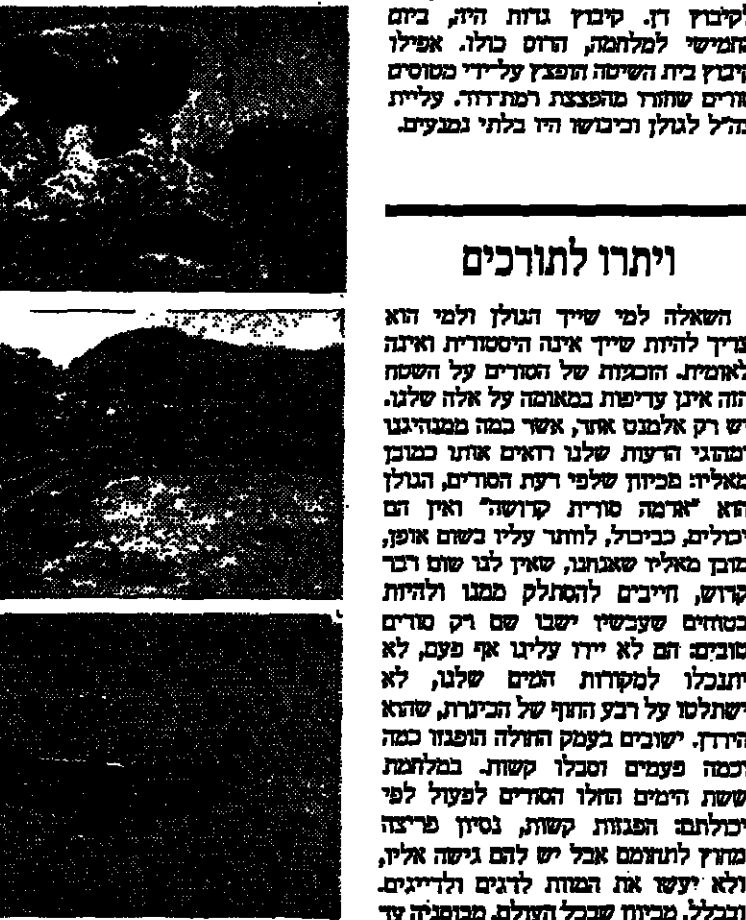 לקיבוץ דן. קיבוץ גדות היה, ביום
החמישי למלחמה, הרוס כולו. אפילו
קיבוץ בית השיטה הופצץ על־ידי מטוסים
סורים שחזרו מהפצצת רמת־דוד. עליית
צה״ל לגולן וכיבושו היו בלתי נמנעים.
ויתרו לתורכים
השאלה למי שייך הגולן ולמי הוא
צריך להיות שייך אינה היסטורית ואינה
לאומית. הזכויות של הסורים על השטח
הזה אינן עדיפות במאומה על אלה שלנו.
יש רק אלמנט אחד, אשר כמה ממנהיגנו
ומהוגי הדעות שלנו רואים אותו כמובן
מאליו: מכיוון שלפי דעת הסורים, הגולן
הוא "אדמה סורית קדושה" ואין הם
יכולים, כביכול, לוותר עליו בשום אופן,
מובן מאליו שאנחנו, שאין לנו שום דבר
קדוש, חייבים להסתלק ממנו ולהיות
בטוחים שעכשיו ישבו שם רק סורים
טובים: הם לא יירו עלינו אף פעם, לא
יתנכלו למקורות המים שלנו, לא
ישתלטו על רבע החוף של הכינרת, שהוא
הירדן. ישובים בעמק החולה הופגזו כמה
וכמה פעמים וסבלו קשות. במלחמת
ששת הימים החלו הסורים לפעול לפי
יכולתם: הפגזות קשות, נסיון פריצה
מחוץ לתחומם אבל יש להם גישה אליו,
ולא יעשו את המוות לדגים ולדייגים.
ובכלל, מכיוון שבכל העולם, מבוסניה עד